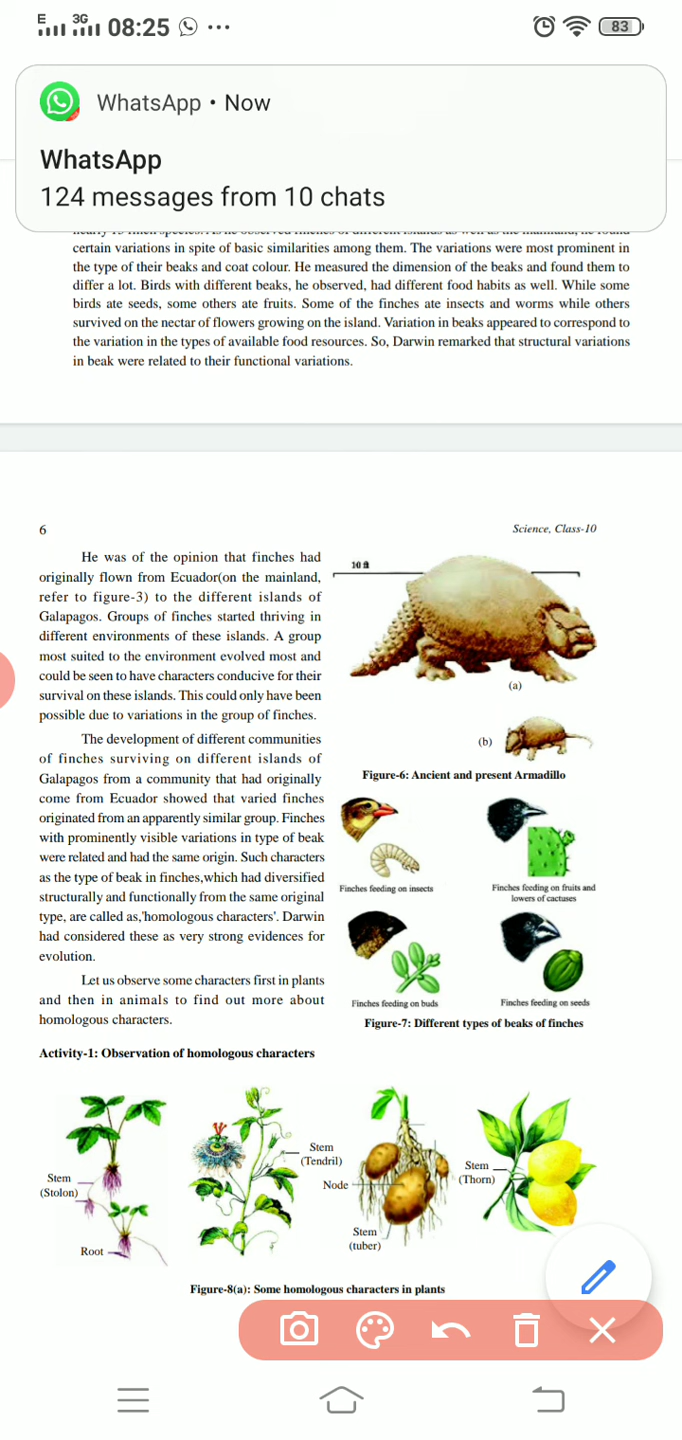 E 3G 08:25 83
WhatsApp • Now
WhatsApp
124 messages from 10 chats
certain variations in spite of basic similarities among them. The variations were most prominent in
the type of their beaks and coat colour. He measured the dimension of the beaks and found them to
differ a lot. Birds with different beaks, he observed, had different food habits as well. While some
birds ate seeds, some others ate fruits. Some of the finches ate insects and worms while others
survived on the nectar of flowers growing on the island. Variation in beaks appeared to correspond to
the variation in the types of available food resources. So, Darwin remarked that structural variations
in beak were related to their functional variations.
6
Science, Class-10
He was of the opinion that finches had
originally flown from Ecuador(on the mainland,
refer to figure-3) to the different islands of
Galapagos. Groups of finches started thriving in
different environments of these islands. A group
most suited to the environment evolved most and
could be seen to have characters conducive for their
survival on these islands. This could only have been
possible due to variations in the group of finches.
The development of different communities
of finches surviving on different islands of
Galapagos from a community that had originally
come from Ecuador showed that varied finches
originated from an apparently similar group. Finches
with prominently visible variations in type of beak
were related and had the same origin. Such characters
as the type of beak in finches,which had diversified
structurally and functionally from the same original
type, are called as,'homologous characters'. Darwin
had considered these as very strong evidences for
evolution.
Let us observe some characters first in plants
and then in animals to find out more about
homologous characters.
10 ft
(a)
(b)
Figure-6: Ancient and present Armadillo
Finches feeding on insects
Finches feeding on fruits and
lowers of cactuses
Finches feeding on buds
Finches feeding on seeds
Figure-7: Different types of beaks of finches
Activity-1: Observation of homologous characters
Stem
(Stolon)
Root
Stem
(Tendril)
Node
Stem
(tuber)
Stem
(Thorn)
Figure-8(a): Some homologous characters in plants